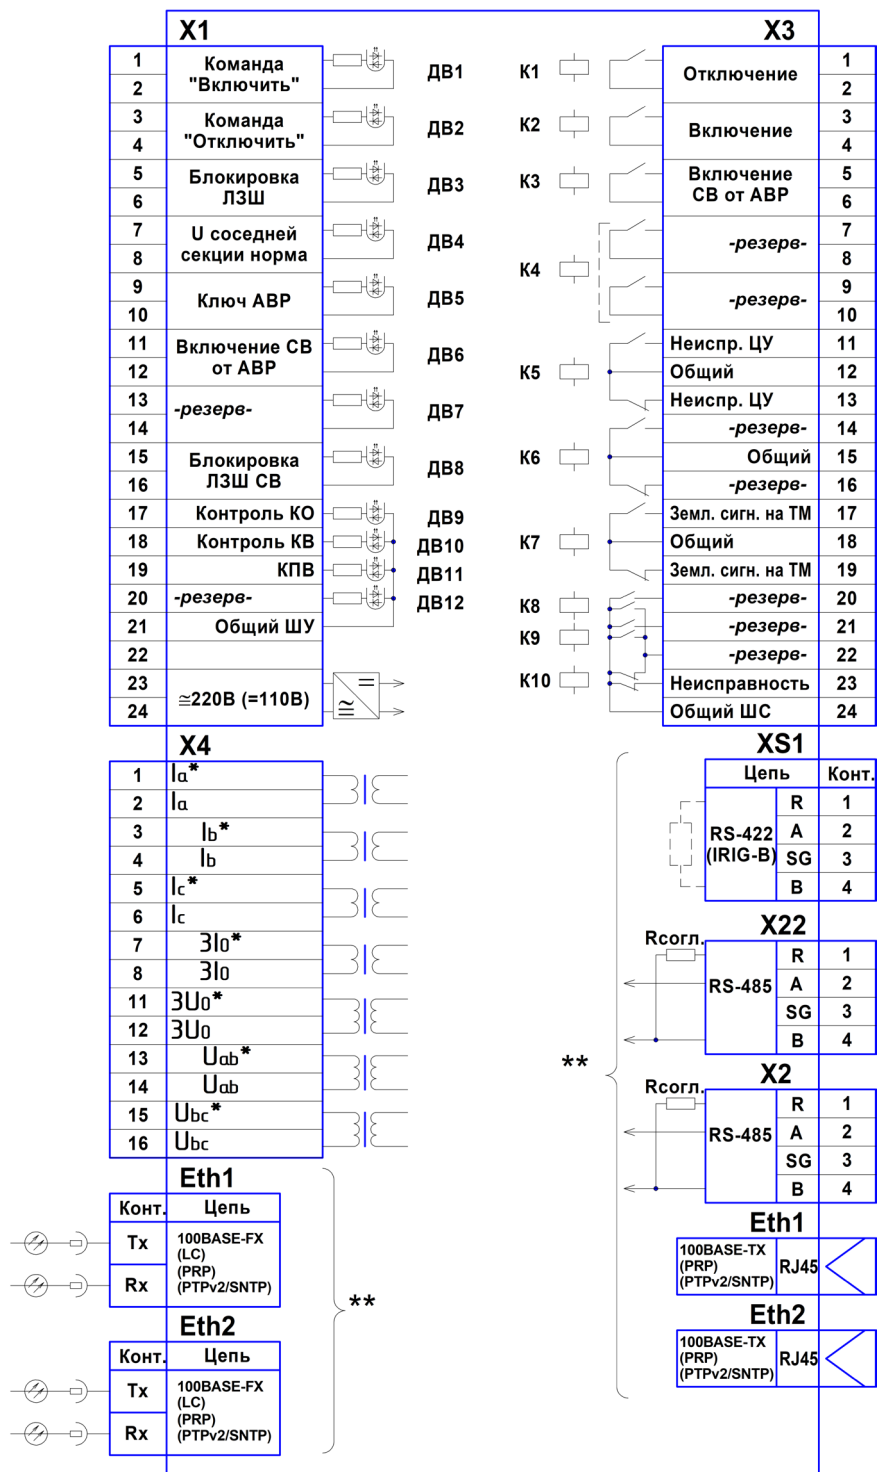 X1
1
Команда
"Включить"
2
ДВ1
3
Команда
"Отключить"
4
ДВ2
5
Блокировка
ЛЗШ
6
ДВ3
7
U соседней
секции норма
8
ДВ4
9
Ключ АВР
10
ДВ5
11
Включение СВ
от АВР
12
ДВ6
13
-резерв-
14
ДВ7
15
Блокировка
ЛЗШ СВ
16
ДВ8
17 Контроль КО ДВ9
18 Контроль КВ ДВ10
19 КПВ ДВ11
20 -резерв- ДВ12
21 Общий ШУ
22
23
≅220В (=110В) = ≅
24
X3
К1 Отключение 1
2
К2 Включение 3
4
К3 Включение
СВ от АВР
5
6
К4
-резерв- 7
8
-резерв- 9
10
К5
Неиспр. ЦУ 11
Общий 12
Неиспр. ЦУ 13
К6
-резерв- 14
Общий 15
-резерв- 16
К7
Земл. сигн. на ТМ 17
Общий 18
Земл. сигн. на ТМ 19
К8 -резерв- 20
К9 -резерв- 21
-резерв- 22
К10 Неисправность 23
Общий ШС 24
X4
1 Ia*
2 Ia
3 Ib*
4 Ib
5 Ic*
6 Ic
7 3I0*
8 3I0
11 3U0*
12 3U0
13 Uab*
14 Uab
15 Ubc*
16 Ubc
Eth1
Конт. Цепь
Tx
Rx
100BASE-FX
(LC)
(PRP)
(PTPv2/SNTP)
Eth2
Конт. Цепь
Tx
Rx
100BASE-FX
(LC)
(PRP)
(PTPv2/SNTP)
**
XS1
Цепь Конт.
RS-422
(IRIG-B)
R 1
A 2
SG 3
B 4
X22
Rсогл.
RS-485
R 1
A 2
SG 3
B 4
**
X2
Rсогл.
RS-485
R 1
A 2
SG 3
B 4
Eth1
100BASE-TX
(PRP)
(PTPv2/SNTP)
RJ45
Eth2
100BASE-TX
(PRP)
(PTPv2/SNTP)
RJ45